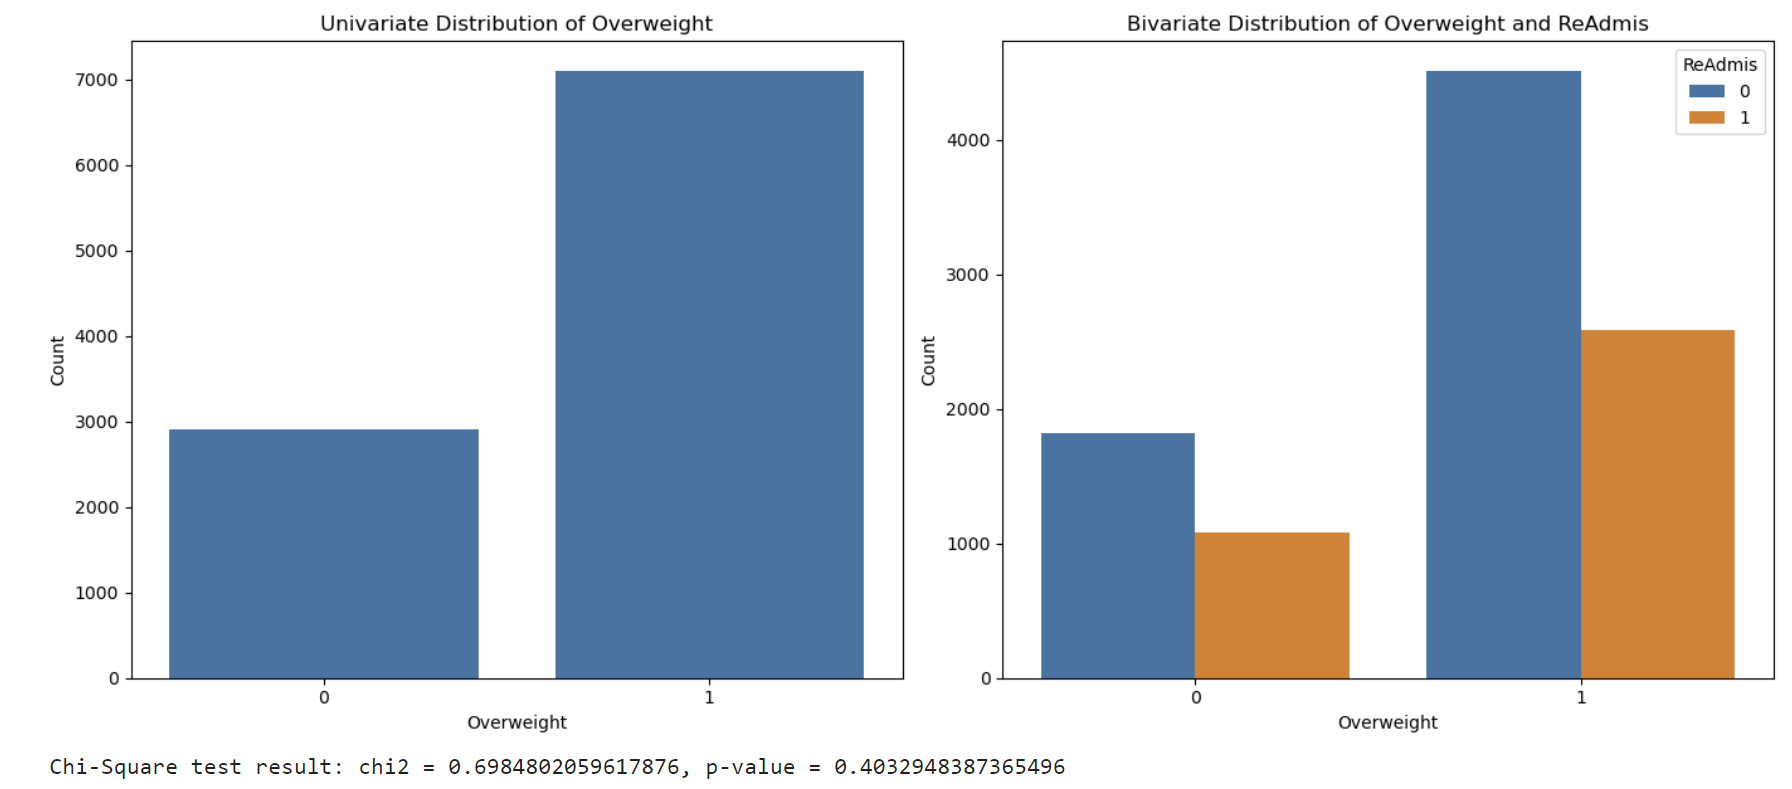 Univariate Distribution of Overweight
7000
6000
5000
4000
3000
2000
1000
0
Count
0
1
Overweight
Bivariate Distribution of Overweight and ReAdmis
ReAdmis
0
1
4000
3000
2000
1000
0
Count
0
1
Overweight
Chi-Square test result: chi2 = 0.6984802059617876, p-value = 0.4032948387365496